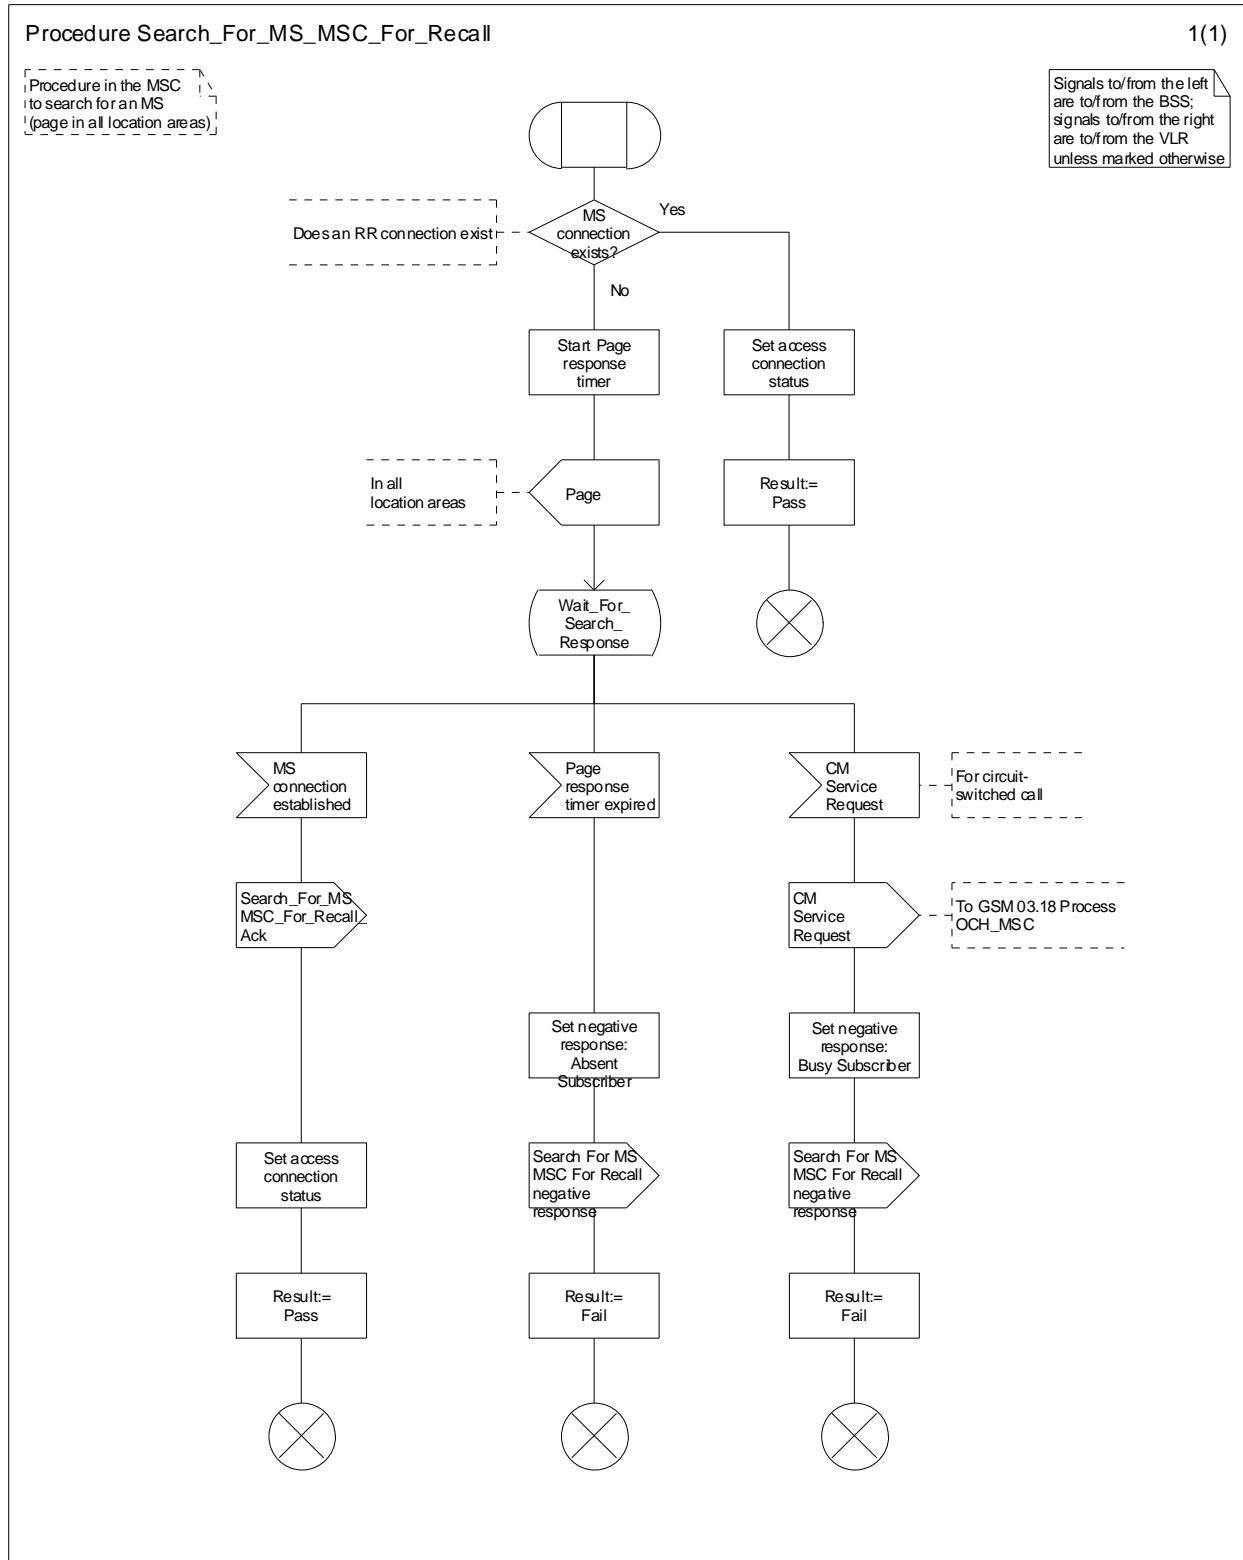 Procedure Search_For_MS_MSC_For_Recall
1(1)
Procedure in the MSC
to search for an MS
(page in all location areas)
Signals to/from the left
are to/from the BSS;
signals to/from the right
are to/from the VLR
unless marked otherwise
Does an RR connection exist
MS
connection
exists?
Yes
No
Start Page
response
timer
Set access
connection
status
In all
location areas
Page
Result:=
Pass
Wait_For_
Search_
Response
MS
connection
established
Page
response
timer expired
CM
Service
Request
For circuit-
switched call
Search_For_MS
MSC_For_Recall_
Ack
CM
Service
Request
To GSM 03.18 Process
OCH_MSC
Set negative
response:
Absent
Subscriber
Set negative
response:
Busy Subscriber
Set access
connection
status
Search For MS
MSC For Recall
negative
response
Search For MS
MSC For Recall
negative
response
Result:=
Pass
Result:=
Fail
Result:=
Fail